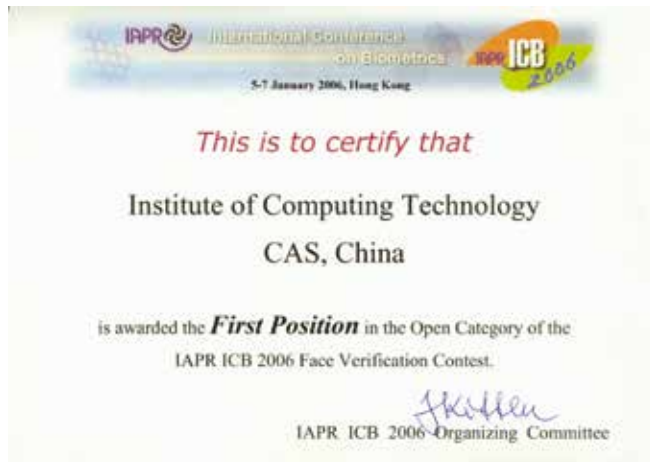 IAPR International Conference
on Biometrics IAPR ICB 2006
5-7 January 2006, Hong Kong
This is to certify that
Institute of Computing Technology
CAS, China
is awarded the First Position in the Open Category of the
IAPR ICB 2006 Face Verification Contest.
IAPR ICB 2006 Organizing Committee